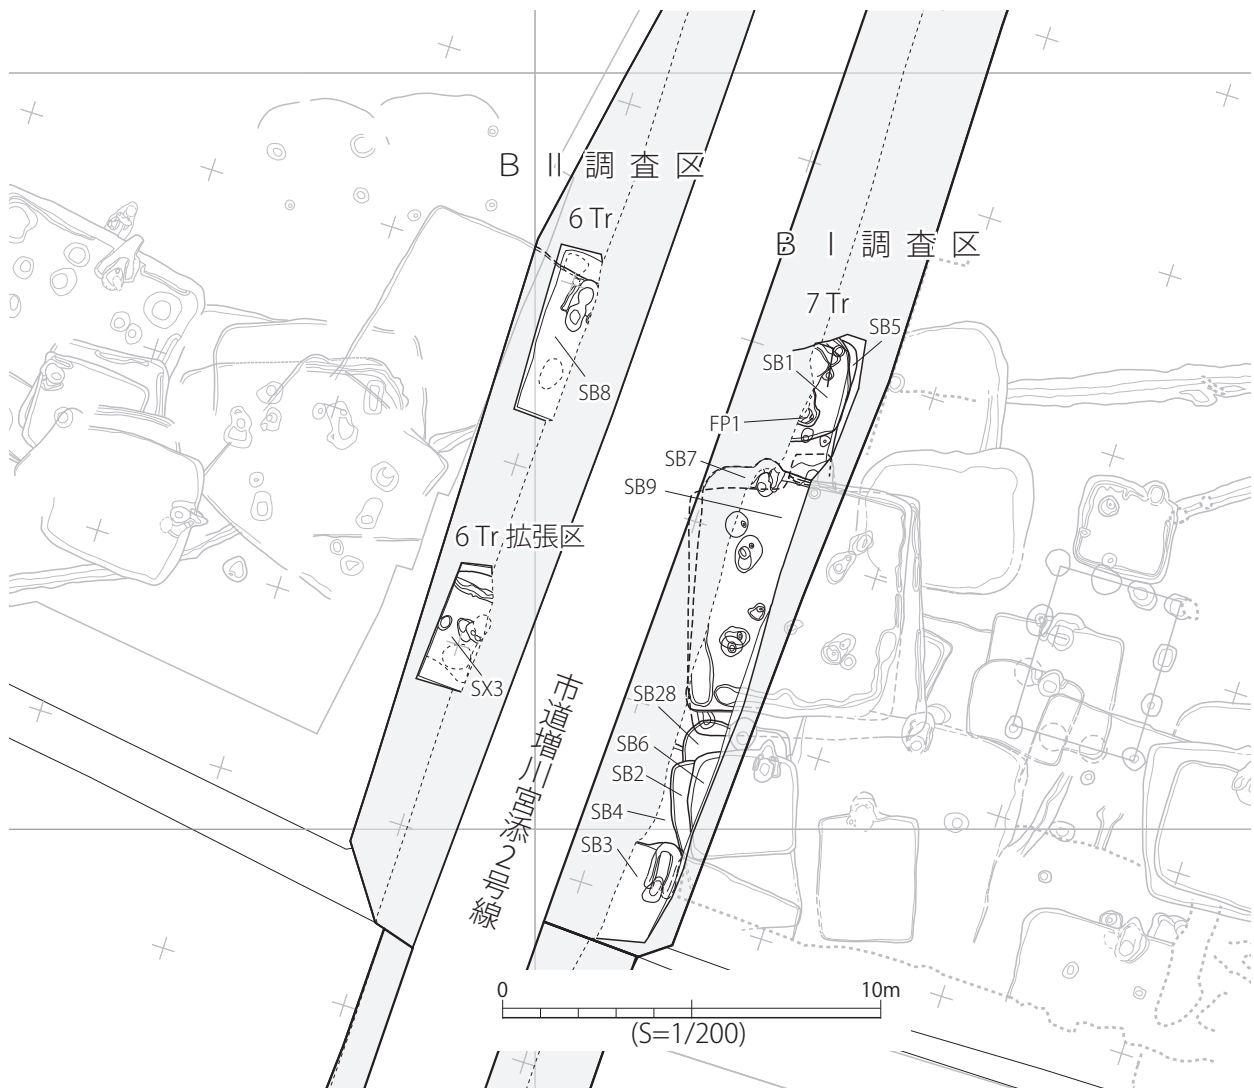 B Ⅱ 調 査 区
6 Tr
B Ⅰ 調 査 区
7 Tr
SB5
SB1
SB8
FP1
SB7
SB9
6 Tr 拡張区
SX3
市道増川宮添2号線
SB28
SB6
SB2
SB4
SB3
0 10m
(S=1/200)